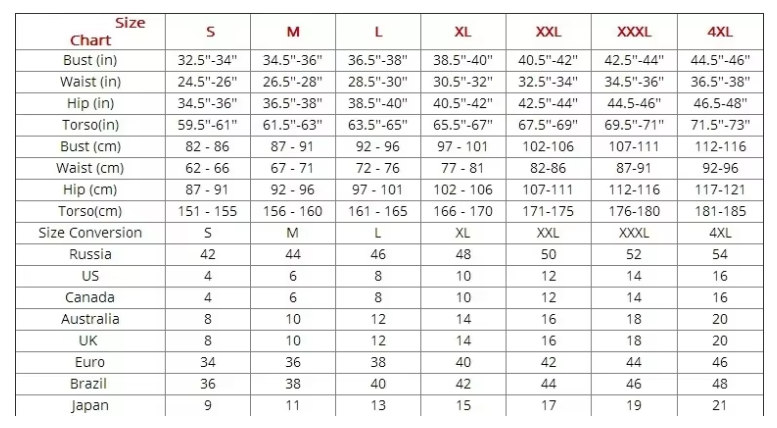 Size Chart S M L XL XXL XXXL 4XL
Bust (in) 32.5"-34" 34.5"-36" 36.5"-38" 38.5"-40" 40.5"-42" 42.5"-44" 44.5"-46"
Waist (in) 24.5"-26" 26.5"-28" 28.5"-30" 30.5"-32" 32.5"-34" 34.5"-36" 36.5"-38"
Hip (in) 34.5"-36" 36.5"-38" 38.5"-40" 40.5"-42" 42.5"-44" 44.5-46" 46.5-48"
Torso(in) 59.5"-61" 61.5"-63" 63.5"-65" 65.5"-67" 67.5"-69" 69.5"-71" 71.5"-73"
Bust (cm) 82 - 86 87 - 91 92 - 96 97 - 101 102-106 107-111 112-116
Waist (cm) 62 - 66 67 - 71 72 - 76 77 - 81 82-86 87-91 92-96
Hip (cm) 87 - 91 92 - 96 97 - 101 102 - 106 107-111 112-116 117-121
Torso(cm) 151 - 155 156 - 160 161 - 165 166 - 170 171-175 176-180 181-185
Size Conversion S M L XL XXL XXXL 4XL
Russia 42 44 46 48 50 52 54
US 4 6 8 10 12 14 16
Canada 4 6 8 10 12 14 16
Australia 8 10 12 14 16 18 20
UK 8 10 12 14 16 18 20
Euro 34 36 38 40 42 44 46
Brazil 36 38 40 42 44 46 48
Japan 9 11 13 15 17 19 21